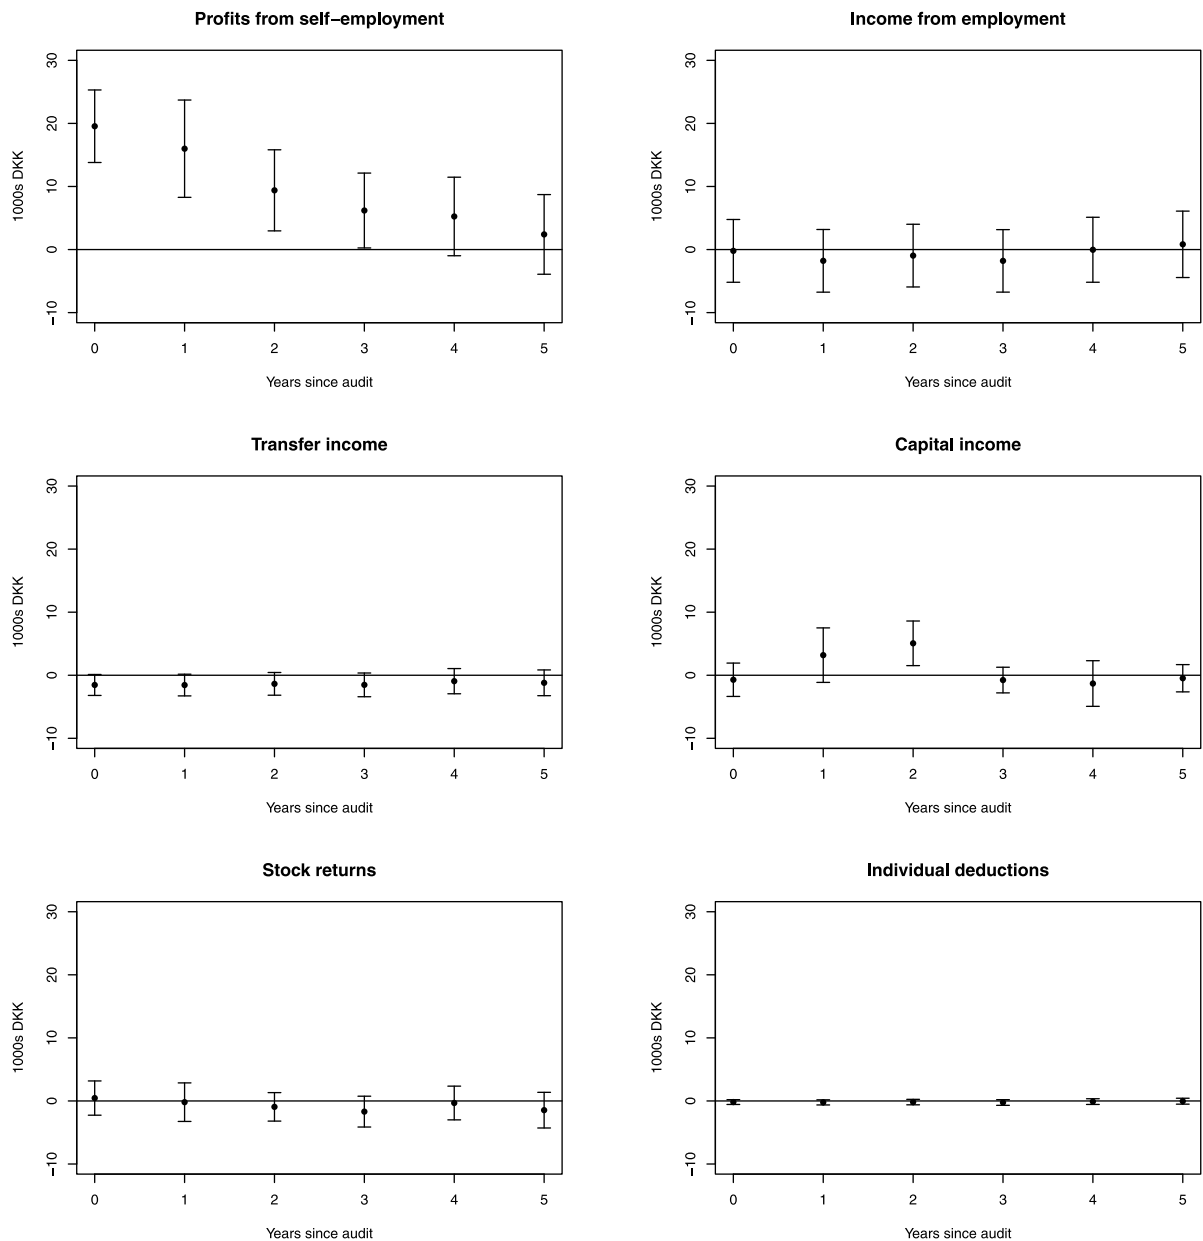 Profits from self−employment
1000s DKK
30
20
10
0
−10
0 1 2 3 4 5
Years since audit
Income from employment
1000s DKK
30
20
10
0
−10
0 1 2 3 4 5
Years since audit
Transfer income
1000s DKK
30
20
10
0
−10
0 1 2 3 4 5
Years since audit
Capital income
1000s DKK
30
20
10
0
−10
0 1 2 3 4 5
Years since audit
Stock returns
1000s DKK
30
20
10
0
−10
0 1 2 3 4 5
Years since audit
Individual deductions
1000s DKK
30
20
10
0
−10
0 1 2 3 4 5
Years since audit